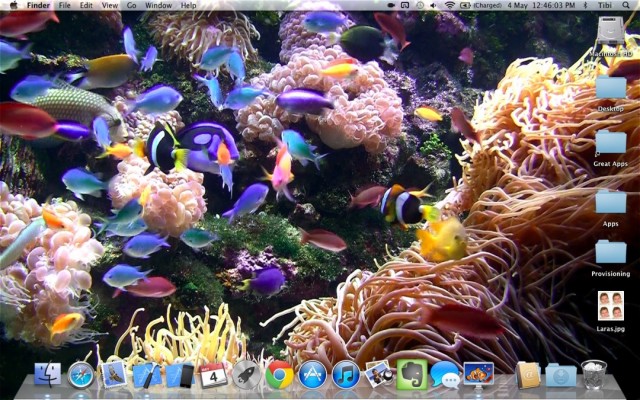 Finder File Edit View Go Window Help (Charged) 4 May 12:46:03 PM Tibi
Macintosh HD
Desktop
Great Apps
Apps
Provisioning
Laras.jpg
4